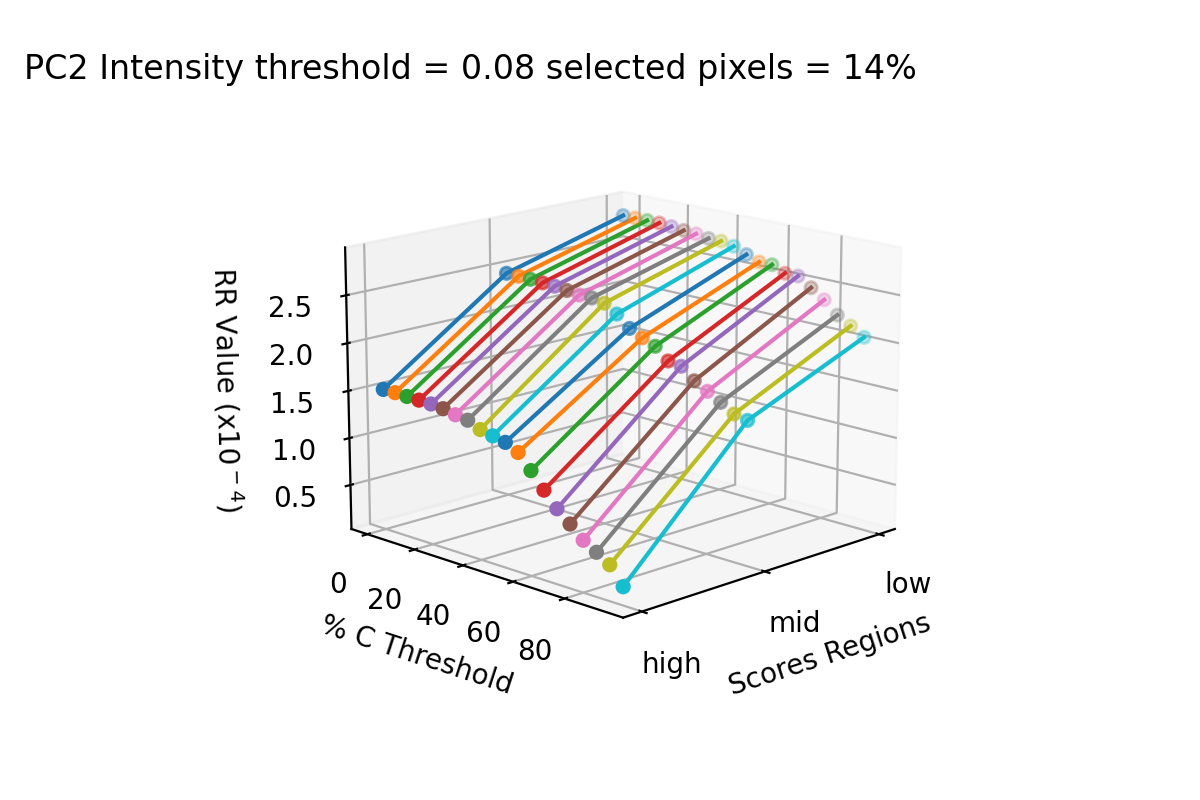 PC2 Intensity threshold = 0.08 selected pixels = 14%
RR Value (x10⁻⁴)
2.5
2.0
1.5
1.0
0.5
0
20
40
60
80
% C Threshold
low
mid
high
Scores Regions